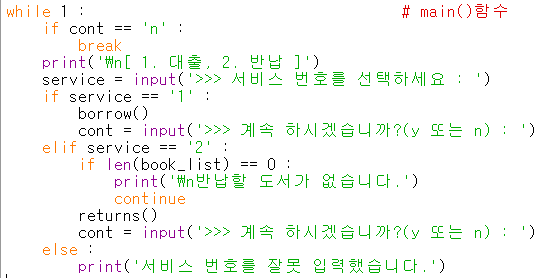 while 1 : # main()함수
    if cont == 'n' :
        break
    print('₩n[ 1. 대출, 2. 반납 ]')
    service = input('>>> 서비스 번호를 선택하세요 : ')
    if service == '1' :
        borrow()
        cont = input('>>> 계속 하시겠습니까?(y 또는 n) : ')
    elif service == '2' :
        if len(book_list) == 0 :
            print('₩n반납할 도서가 없습니다.')
            continue
        returns()
        cont = input('>>> 계속 하시겠습니까?(y 또는 n) : ')
    else :
        print('서비스 번호를 잘못 입력했습니다.')